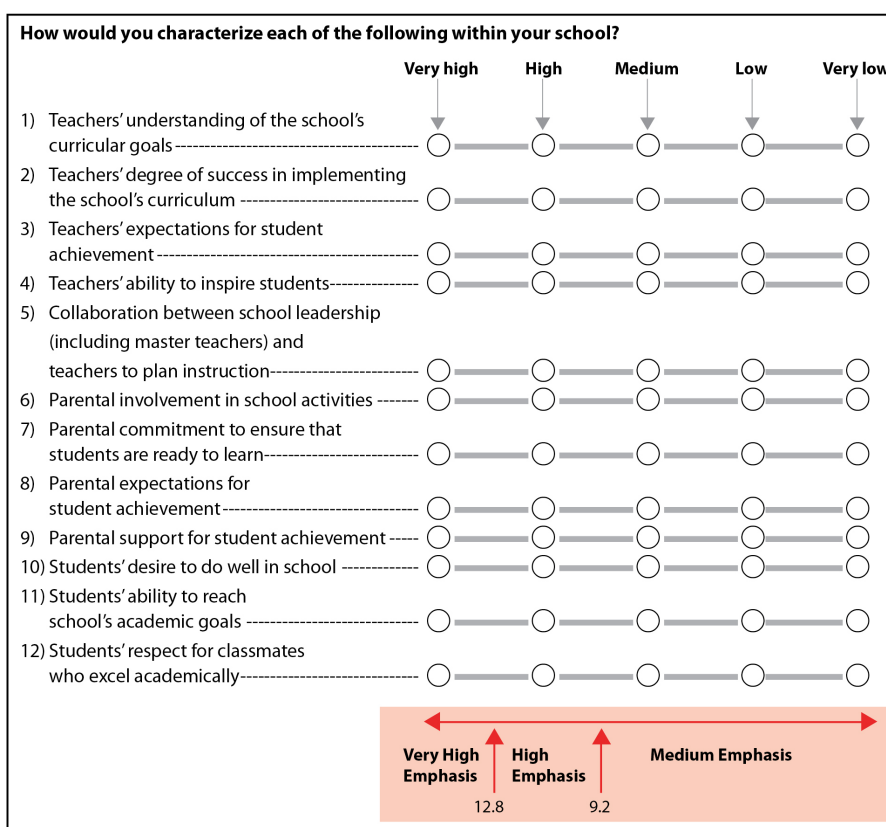 How would you characterize each of the following within your school?
Very high High Medium Low Very low
1) Teachers’ understanding of the school’s
curricular goals
2) Teachers’ degree of success in implementing
the school’s curriculum
3) Teachers’ expectations for student
achievement
4) Teachers’ ability to inspire students
5) Collaboration between school leadership
(including master teachers) and
teachers to plan instruction
6) Parental involvement in school activities
7) Parental commitment to ensure that
students are ready to learn
8) Parental expectations for
student achievement
9) Parental support for student achievement
10) Students’ desire to do well in school
11) Students’ ability to reach
school’s academic goals
12) Students’ respect for classmates
who excel academically
Very High High Medium Emphasis
Emphasis Emphasis
12.8 9.2